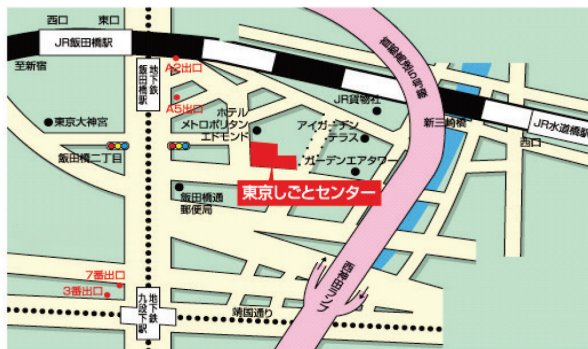 西口 東口
JR飯田橋駅
至新宿
地下鉄
飯田橋駅
A2出口
A5出口
首都高速5号線
JR貨物社
ホテル
メトロポリタン
エドモンド
アイガーデン
テラス
新三崎橋
JR水道橋駅
西口
東京大神宮
飯田橋二丁目
ガーデンエアタワー
東京しごとセンター
飯田橋通
郵便局
西神田ランプ
7番出口
3番出口
地下鉄
九段下駅
靖国通り